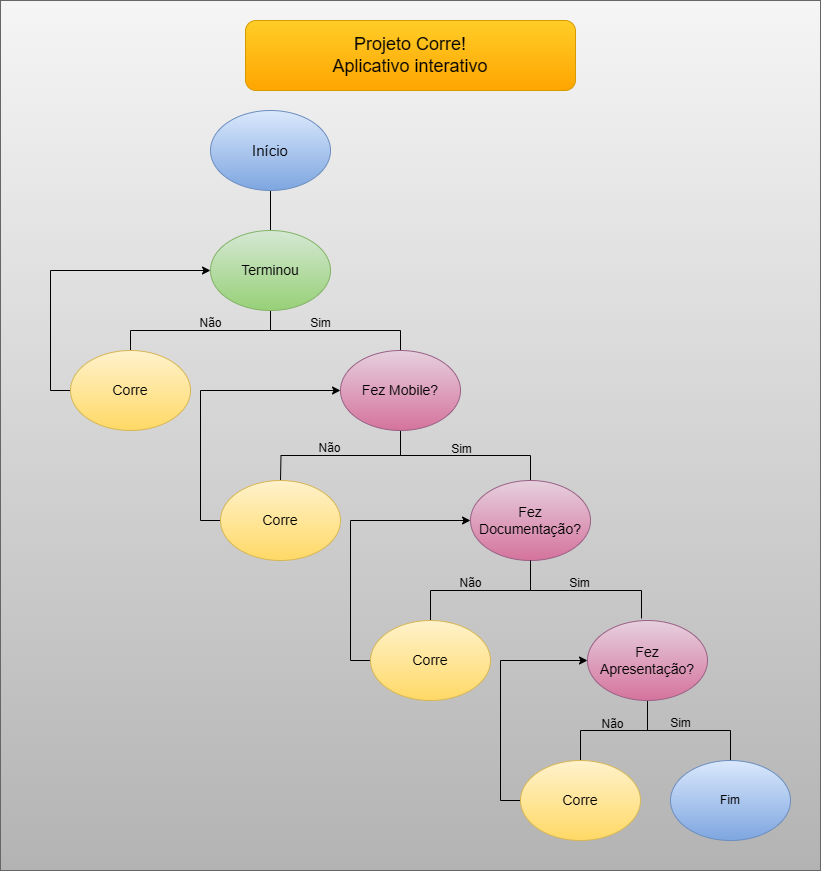 Projeto Corre!
Aplicativo interativo
Início
Terminou
Não
Sim
Corre
Fez Mobile?
Não
Sim
Corre
Fez
Documentação?
Não
Sim
Corre
Fez
Apresentação?
Não
Sim
Corre
Fim